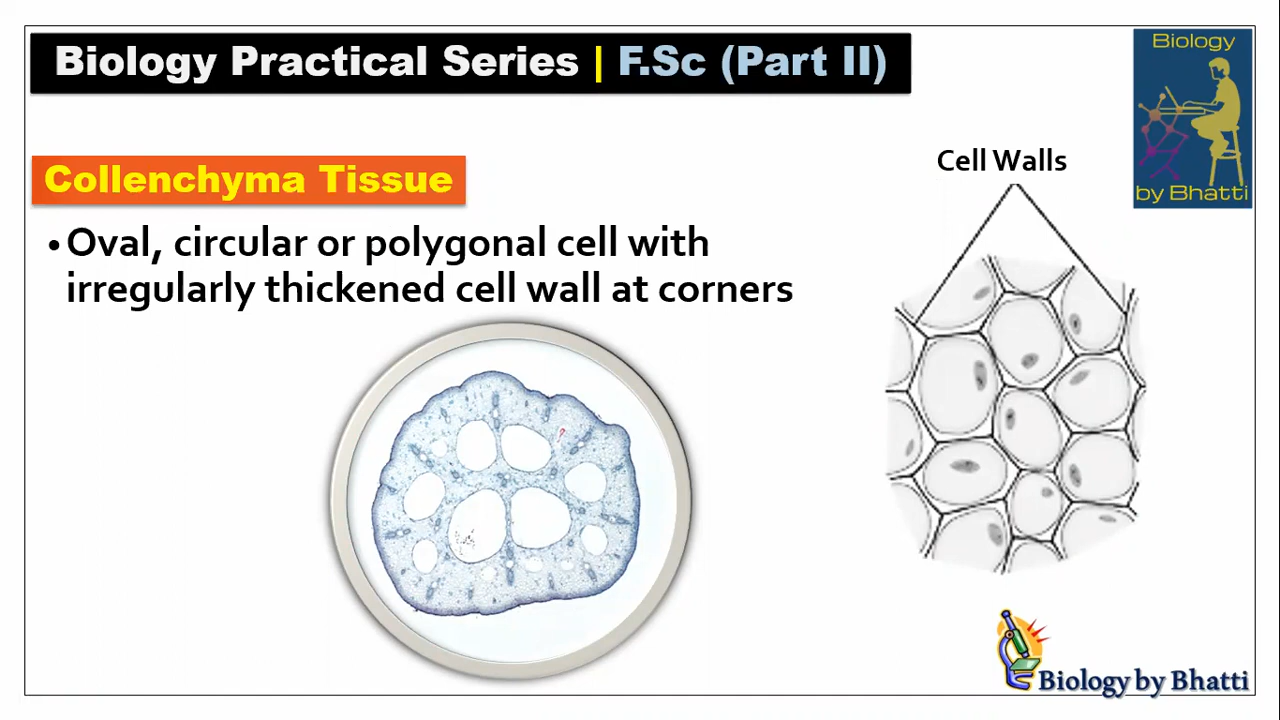 Biology Practical Series | F.Sc (Part II)
Biology
by Bhatti
Cell Walls
Collenchyma Tissue
• Oval, circular or polygonal cell with
irregularly thickened cell wall at corners
Biology by Bhatti